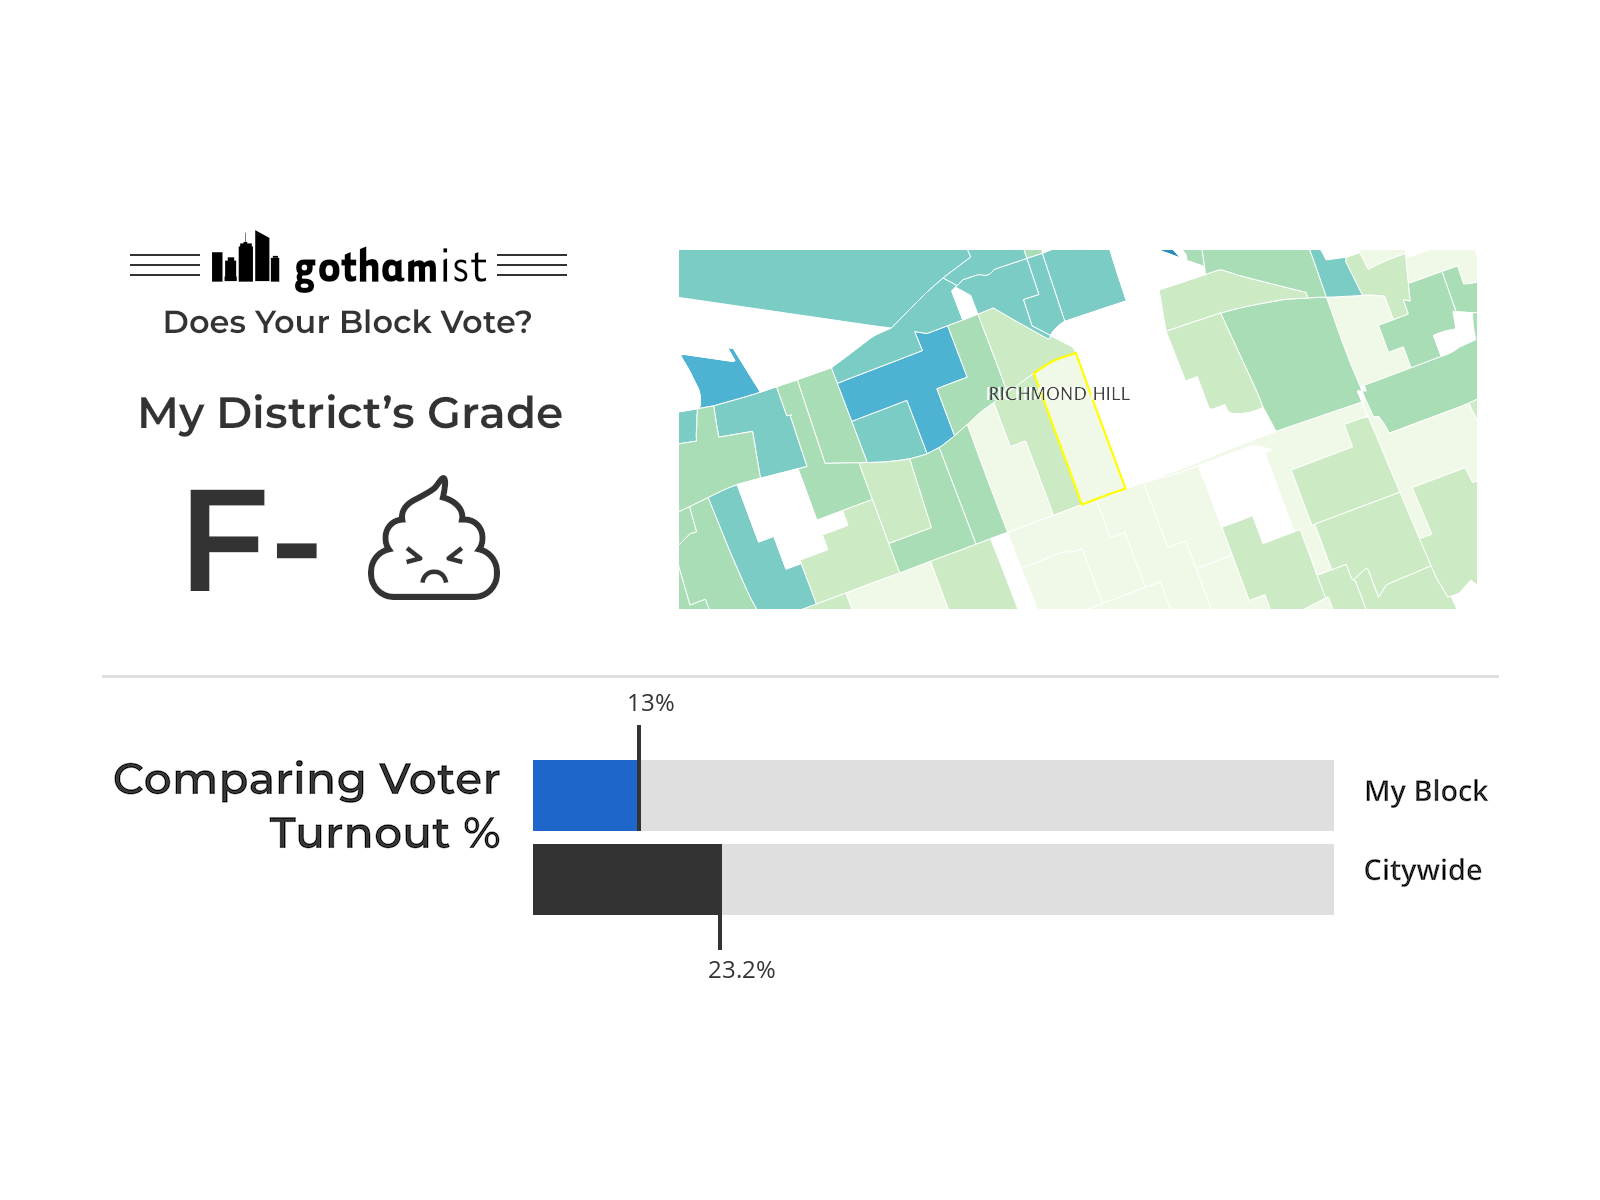 gothamist
Does Your Block Vote?
My District's Grade
F-
RICHMOND HILL
13%
Comparing Voter
Turnout %
My Block
Citywide
23.2%